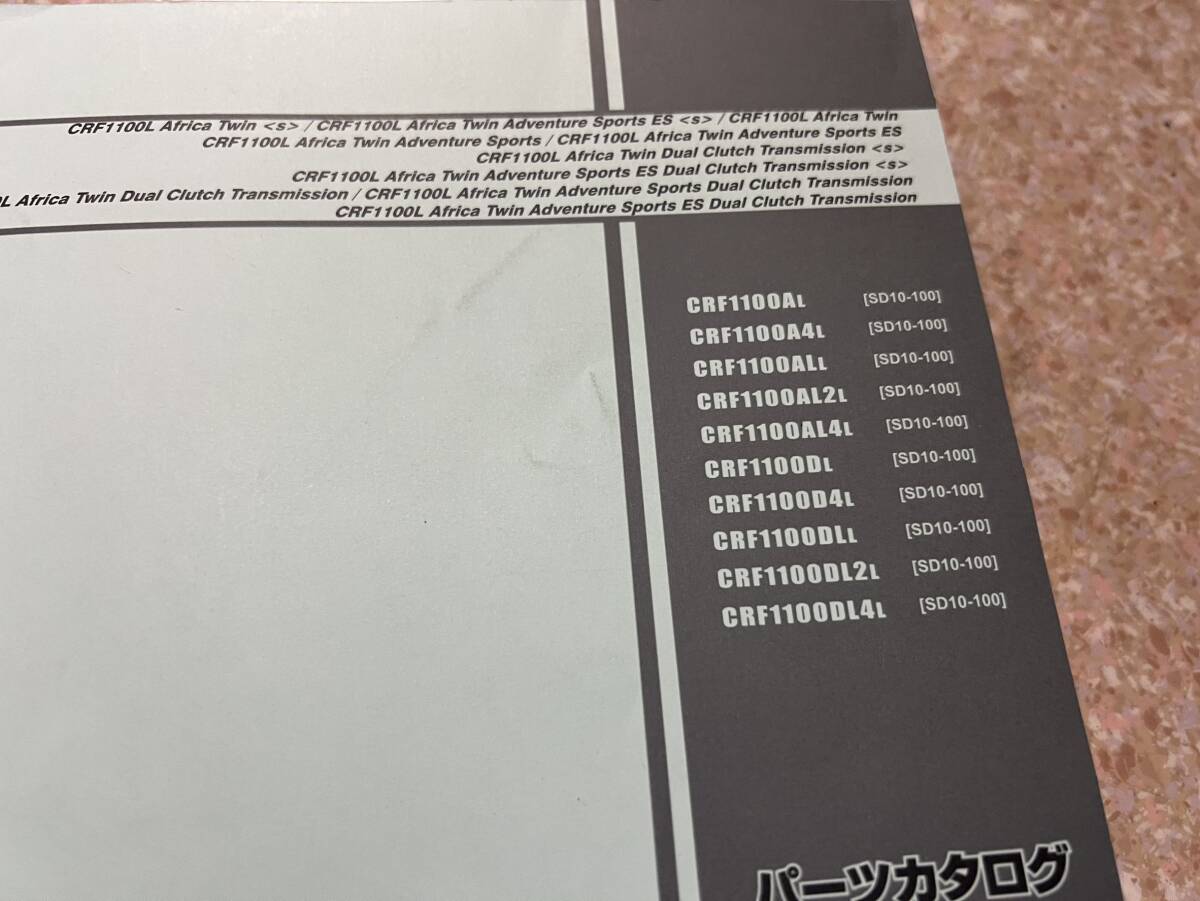 CRF1100L Africa Twin <s> / CRF1100L Africa Twin Adventure Sports ES <s> / CRF1100L Africa Twin
CRF1100L Africa Twin Adventure Sports / CRF1100L Africa Twin Adventure Sports ES
CRF1100L Africa Twin Dual Clutch Transmission <s>
CRF1100L Africa Twin Adventure Sports ES Dual Clutch Transmission <s>
L Africa Twin Dual Clutch Transmission / CRF1100L Africa Twin Adventure Sports Dual Clutch Transmission
CRF1100L Africa Twin Adventure Sports ES Dual Clutch Transmission
CRF1100AL [SD10-100]
CRF1100A4L [SD10-100]
CRF1100ALL [SD10-100]
CRF1100AL2L [SD10-100]
CRF1100AL4L [SD10-100]
CRF1100DL [SD10-100]
CRF1100D4L [SD10-100]
CRF1100DLL [SD10-100]
CRF1100DL2L [SD10-100]
CRF1100DL4L [SD10-100]
パーツカタログ